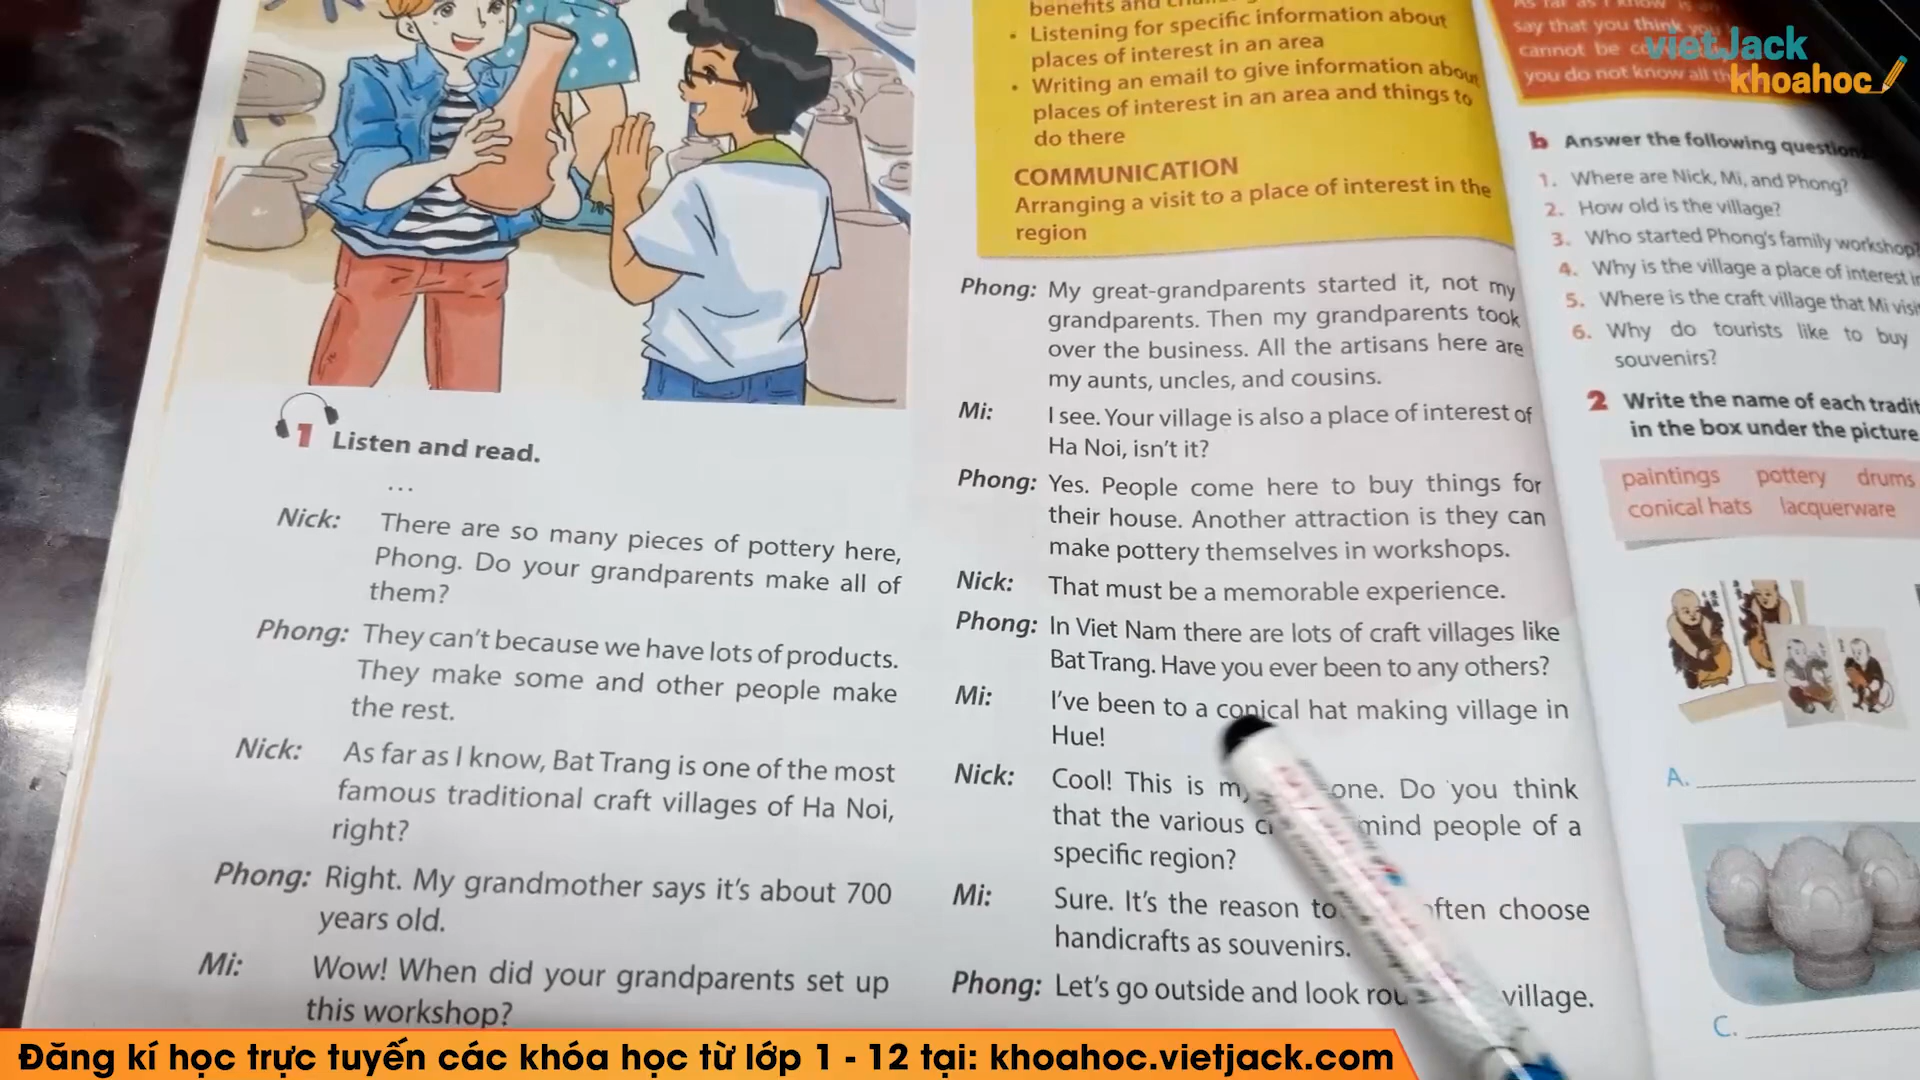 1 Listen and read.
...
Nick: There are so many pieces of pottery here,
Phong. Do your grandparents make all of
them?
Phong: They can't because we have lots of products.
They make some and other people make
the rest.
Nick: As far as I know, Bat Trang is one of the most
famous traditional craft villages of Ha Noi,
right?
Phong: Right. My grandmother says it's about 700
years old.
Mi: Wow! When did your grandparents set up
this workshop?
benefits and
• Listening for specific information about
places of interest in an area
• Writing an email to give information about
places of interest in an area and things to
do there
COMMUNICATION
Arranging a visit to a place of interest in the
region
Phong: My great-grandparents started it, not my
grandparents. Then my grandparents took
over the business. All the artisans here are
my aunts, uncles, and cousins.
Mi: I see. Your village is also a place of interest of
Ha Noi, isn't it?
Phong: Yes. People come here to buy things for
their house. Another attraction is they can
make pottery themselves in workshops.
Nick: That must be a memorable experience.
Phong: In Viet Nam there are lots of craft villages like
Bat Trang. Have you ever been to any others?
Mi: I've been to a conical hat making village in
Hue!
Nick: Cool! This is one. Do you think
that the various people of a
specific region?
Mi: Sure. It's the reason often choose
handicrafts as souvenirs.
Phong: Let's go outside and look village.
say that you think you
cannot be
you do not know all
b Answer the following
1. Where are Nick, Mi, and Phong?
2. How old is the village?
3. Who started Phong's family workshop?
4. Why is the village a place of interest
5. Where is the craft village that Mi
6. Why do tourists like to buy
souvenirs?
2 Write the name of each
in the box under the picture
paintings pottery drums
conical hats lacquerware
A.
C.
vietJack
khoahoc
Đăng kí học trực tuyến các khóa học từ lớp 1 - 12 tại: khoahoc.vietjack.com